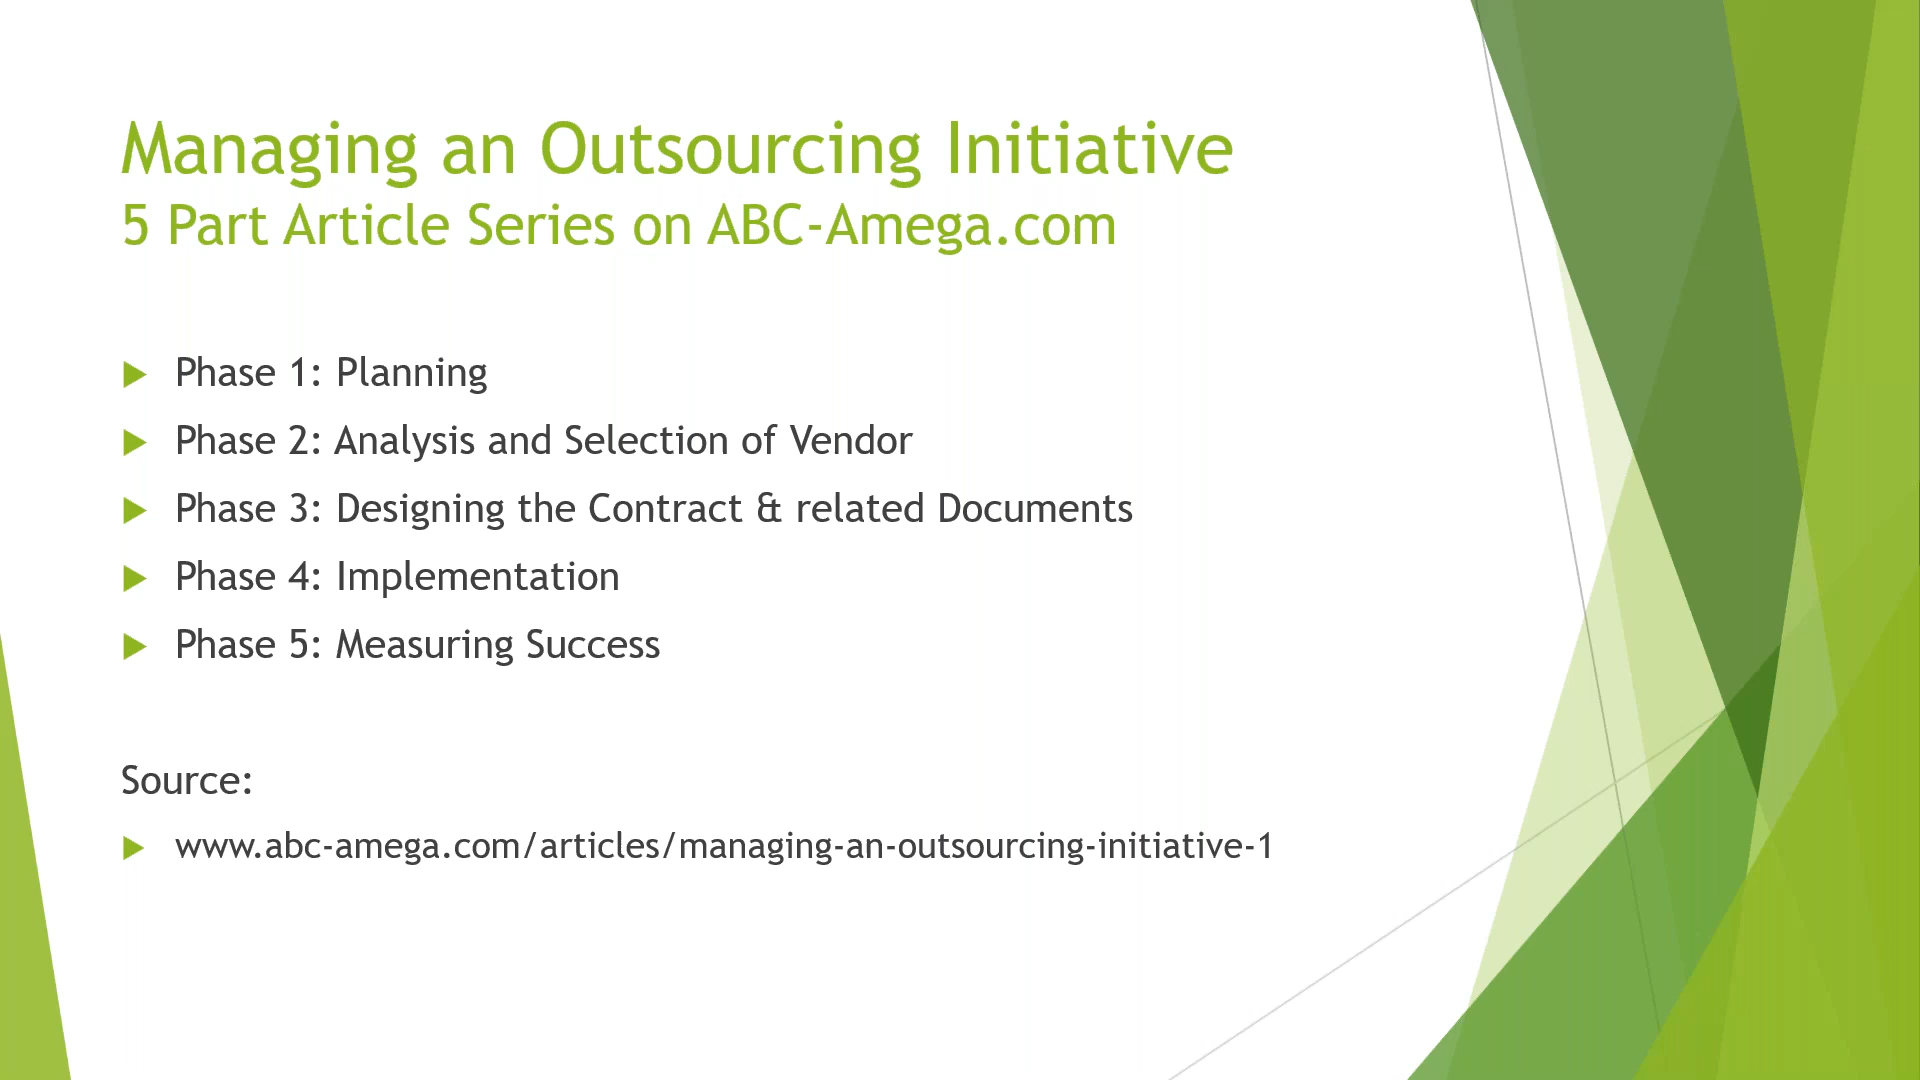 Managing an Outsourcing Initiative
5 Part Article Series on ABC-Amega.com
Phase 1: Planning
Phase 2: Analysis and Selection of Vendor
Phase 3: Designing the Contract & related Documents
Phase 4: Implementation
Phase 5: Measuring Success
Source:
www.abc-amega.com/articles/managing-an-outsourcing-initiative-1